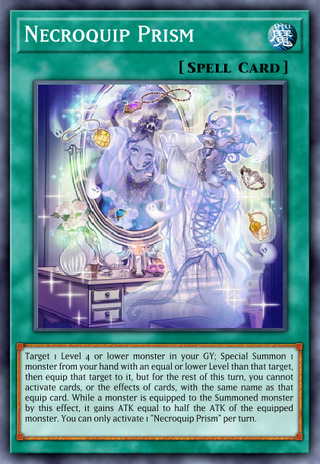 Necroquip Prism
魔
[Spell Card]
Target 1 Level 4 or lower monster in your GY; Special Summon 1
monster from your hand with an equal or lower Level than that target,
then equip that target to it, but for the rest of this turn, you cannot
activate cards, or the effects of cards, with the same name as that
equip card. While a monster is equipped to the Summoned monster
by this effect, it gains ATK equal to half the ATK of the equipped
monster. You can only activate 1 "Necroquip Prism" per turn.